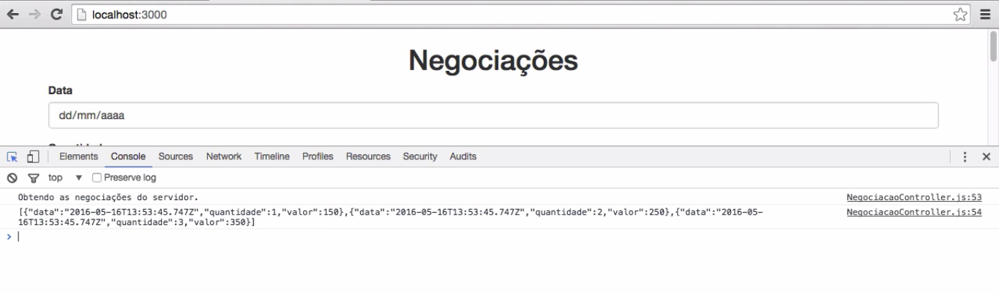 localhost:3000
Negociações
Data
dd/mm/aaaa
Elements Console Sources Network Timeline Profiles Resources Security Audits
top Preserve log
Obtendo as negociações do servidor. NegociacaoController.js:53
[{"data":"2016-05-16T13:53:45.747Z","quantidade":1,"valor":150},{"data":"2016-05-16T13:53:45.747Z","quantidade":2,"valor":250},{"data":"2016-05- NegociacaoController.js:54
16T13:53:45.747Z","quantidade":3,"valor":350}]